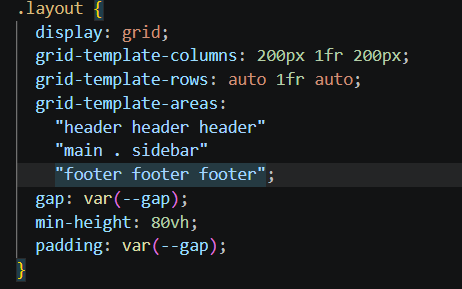 .layout {
  display: grid;
  grid-template-columns: 200px 1fr 200px;
  grid-template-rows: auto 1fr auto;
  grid-template-areas:
    "header header header"
    "main . sidebar"
    "footer footer footer";
  gap: var(--gap);
  min-height: 80vh;
  padding: var(--gap);
}